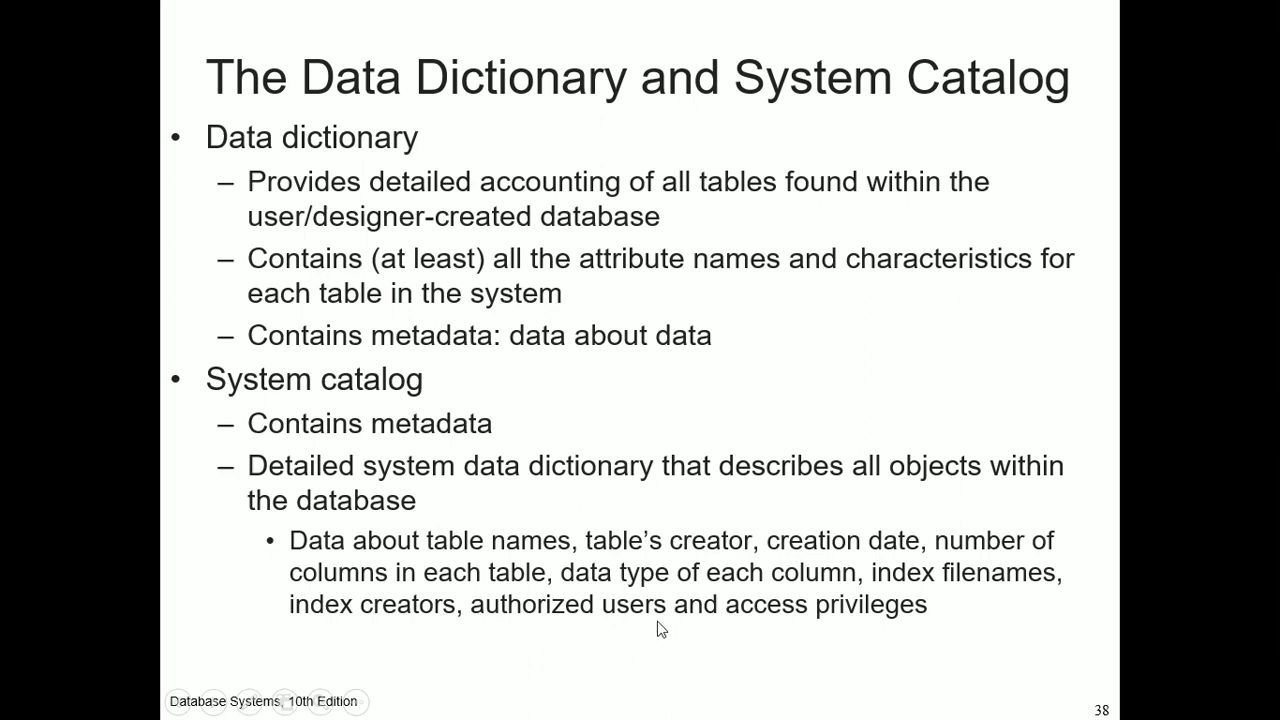 The Data Dictionary and System Catalog
• Data dictionary
– Provides detailed accounting of all tables found within the
user/designer-created database
– Contains (at least) all the attribute names and characteristics for
each table in the system
– Contains metadata: data about data
• System catalog
– Contains metadata
– Detailed system data dictionary that describes all objects within
the database
• Data about table names, table’s creator, creation date, number of
columns in each table, data type of each column, index filenames,
index creators, authorized users and access privileges
Database Systems, 10th Edition
38